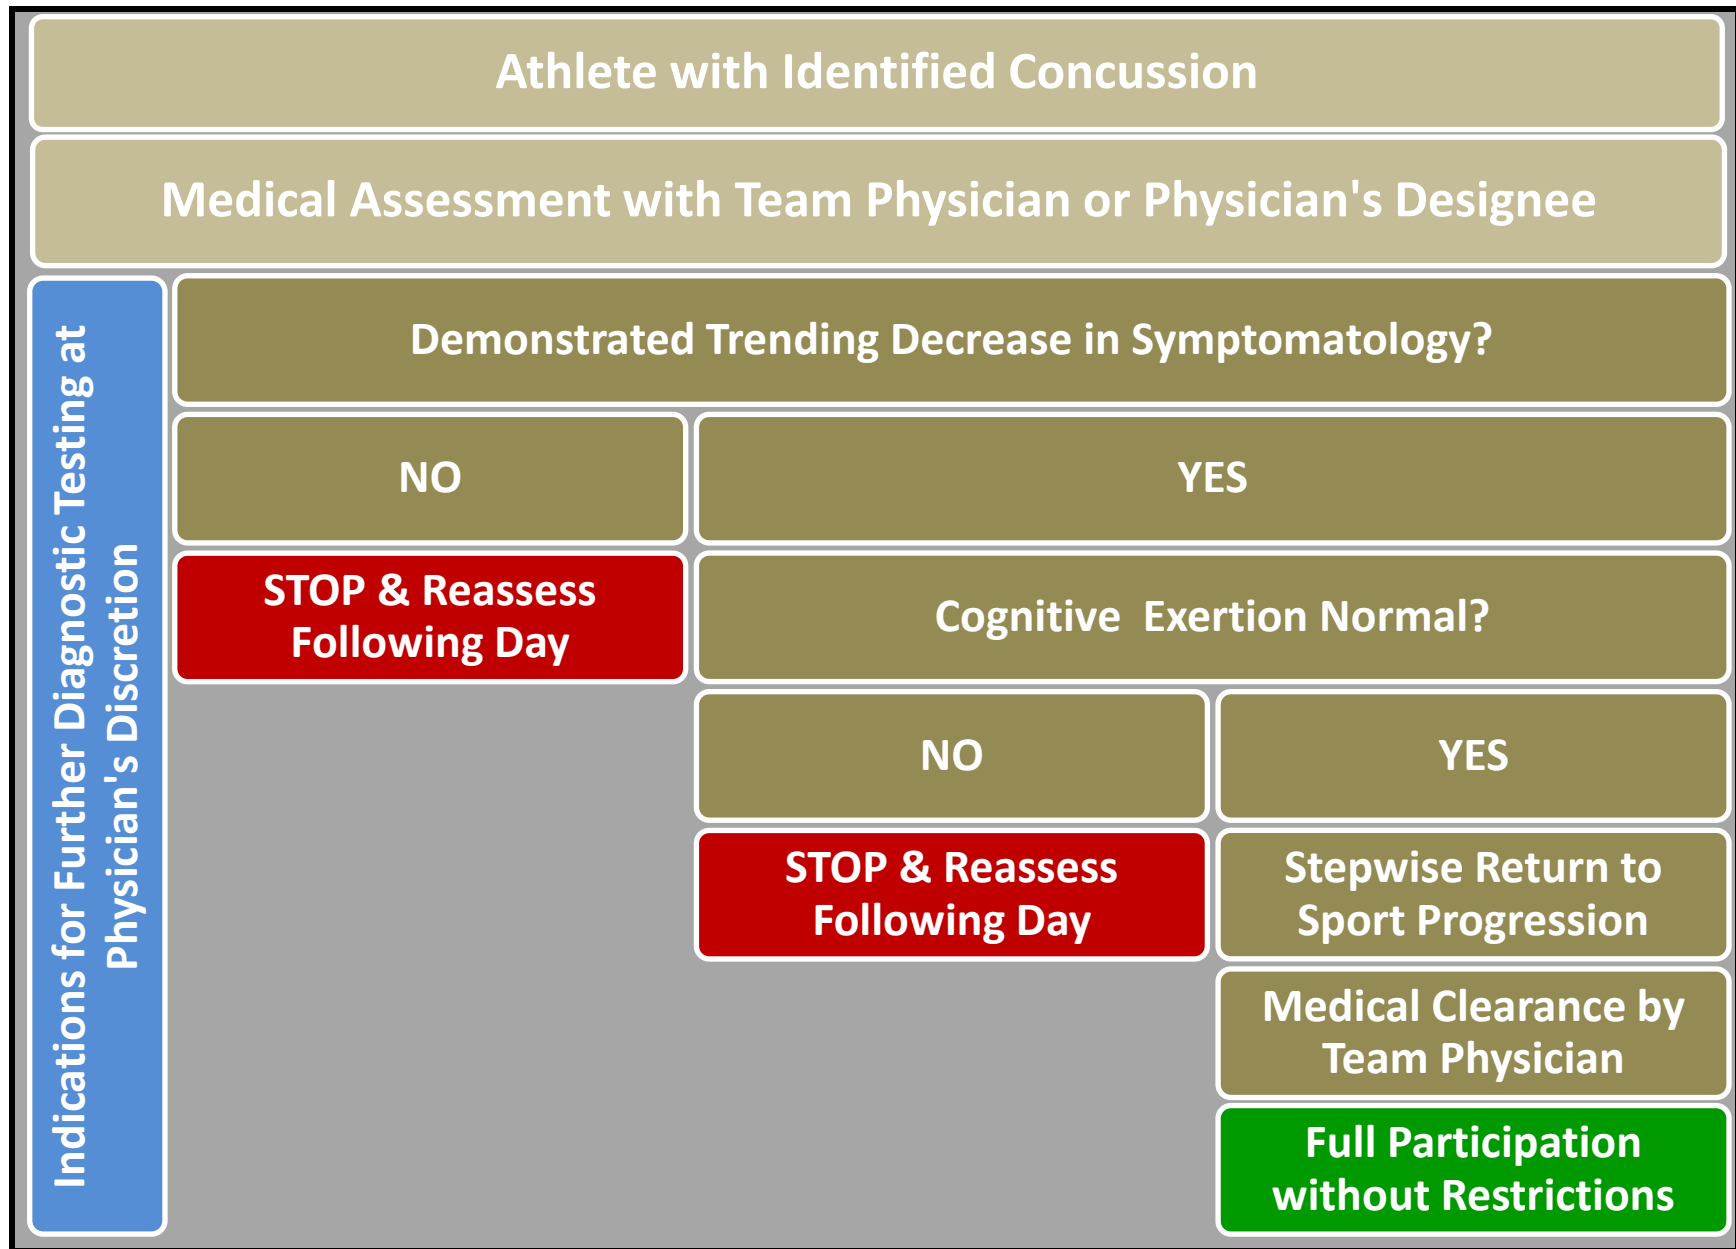 Athlete with Identified Concussion
Medical Assessment with Team Physician or Physician's Designee
Indications for Further Diagnostic Testing at
Physician's Discretion
Demonstrated Trending Decrease in Symptomatology?
NO
YES
STOP & Reassess
Following Day
Cognitive  Exertion Normal?
NO
YES
STOP & Reassess
Following Day
Stepwise Return to
Sport Progression
Medical Clearance by
Team Physician
Full Participation
without Restrictions